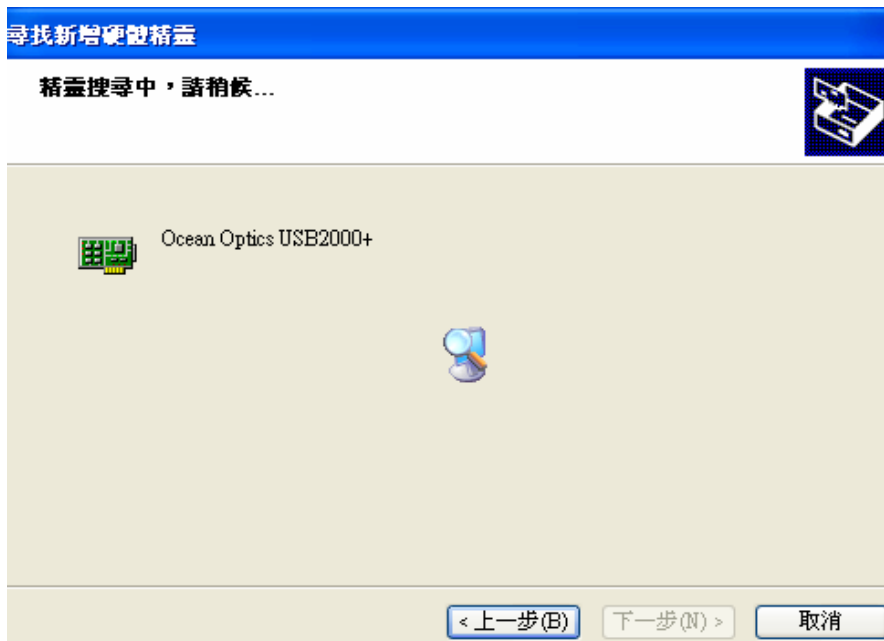 尋找新增硬體精靈
精靈搜尋中，請稍候...
Ocean Optics USB2000+
< 上一步(B)
下一步(N) >
取消